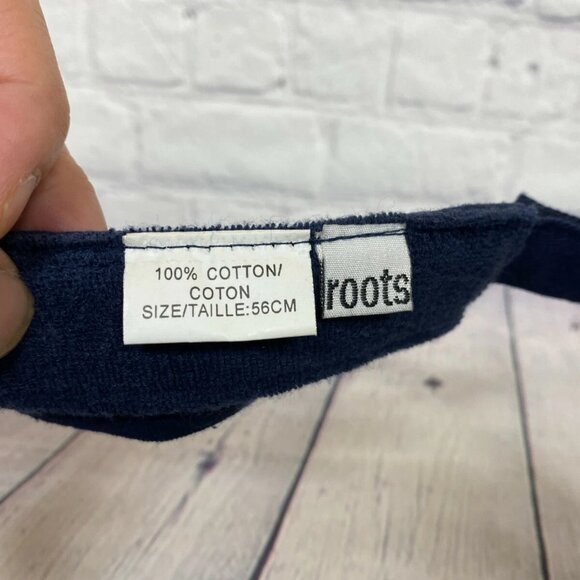 100% COTTON/
COTON
SIZE/TAILLE:56CM
roots